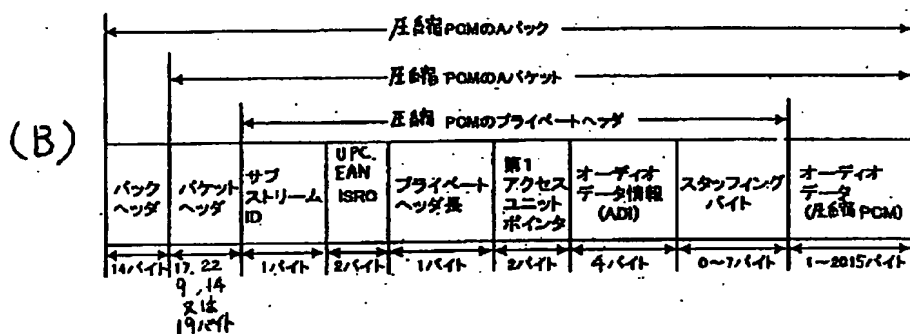 圧縮PCMのAパック
圧縮PCMのAパケット
圧縮 PCMのプライベートヘッダ
(B)
パック
ヘッダ
パケット
ヘッダ
サブ
ストリーム
ID
UPC.
EAN
ISRC
プライベート
ヘッダ長
第1
アクセス
ユニット
ポインタ
オーディオ
データ情報
(ADI)
スタッフィング
バイト
オーディオ
データ
(圧縮PCM)
14バイト
17.22
9,14
又は
19バイト
1バイト
2バイト
1バイト
2バイト
4バイト
0～7バイト
1～2015バイト